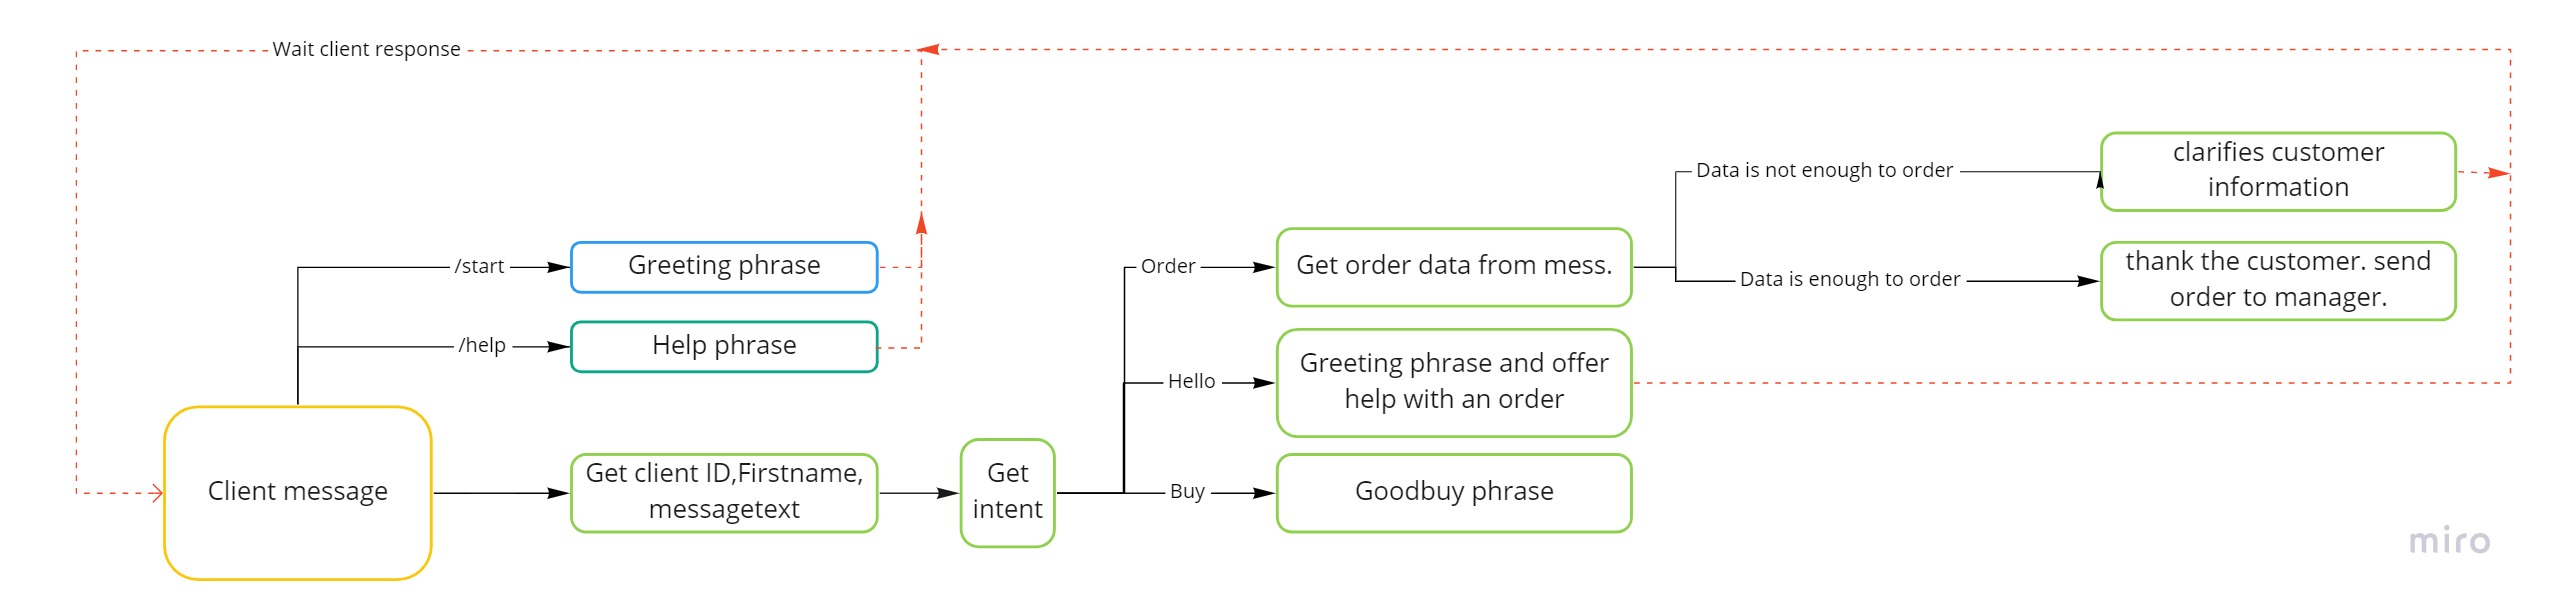 Wait client response
/start
Greeting phrase
/help
Help phrase
Client message
Get client ID,Firstname,
messagetext
Get
intent
Order
Get order data from mess.
Hello
Greeting phrase and offer
help with an order
Buy
Goodbuy phrase
Data is not enough to order
clarifies customer
information
Data is enough to order
thank the customer. send
order to manager.
miro